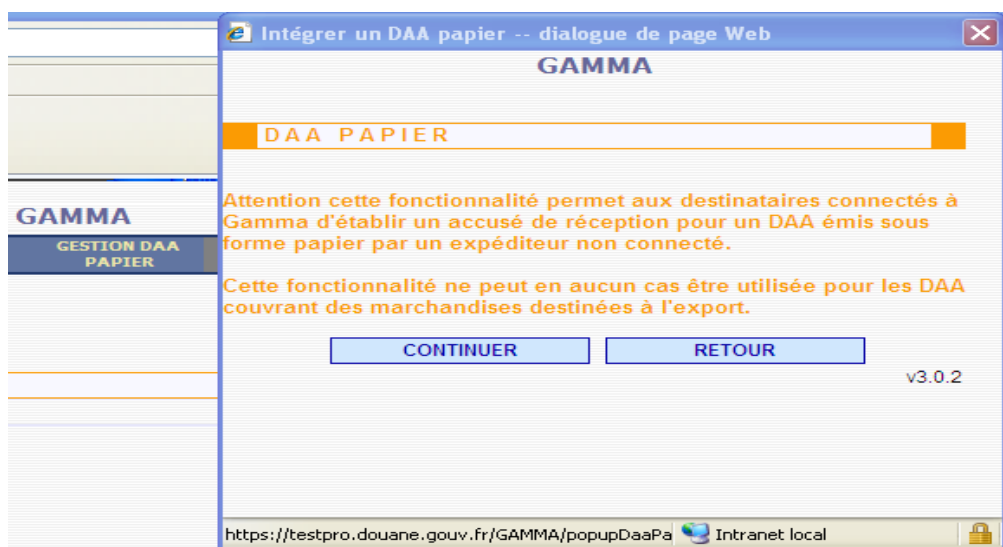 Intégrer un DAA papier -- dialogue de page Web
GAMMA
DAA PAPIER
Attention cette fonctionnalité permet aux destinataires connectés à
Gamma d'établir un accusé de réception pour un DAA émis sous
forme papier par un expéditeur non connecté.
Cette fonctionnalité ne peut en aucun cas être utilisée pour les DAA
couvrant des marchandises destinées à l'export.
CONTINUER
RETOUR
v3.0.2
GAMMA
GESTION DAA
PAPIER
https://testpro.douane.gouv.fr/GAMMA/popupDaaPa
Intranet local